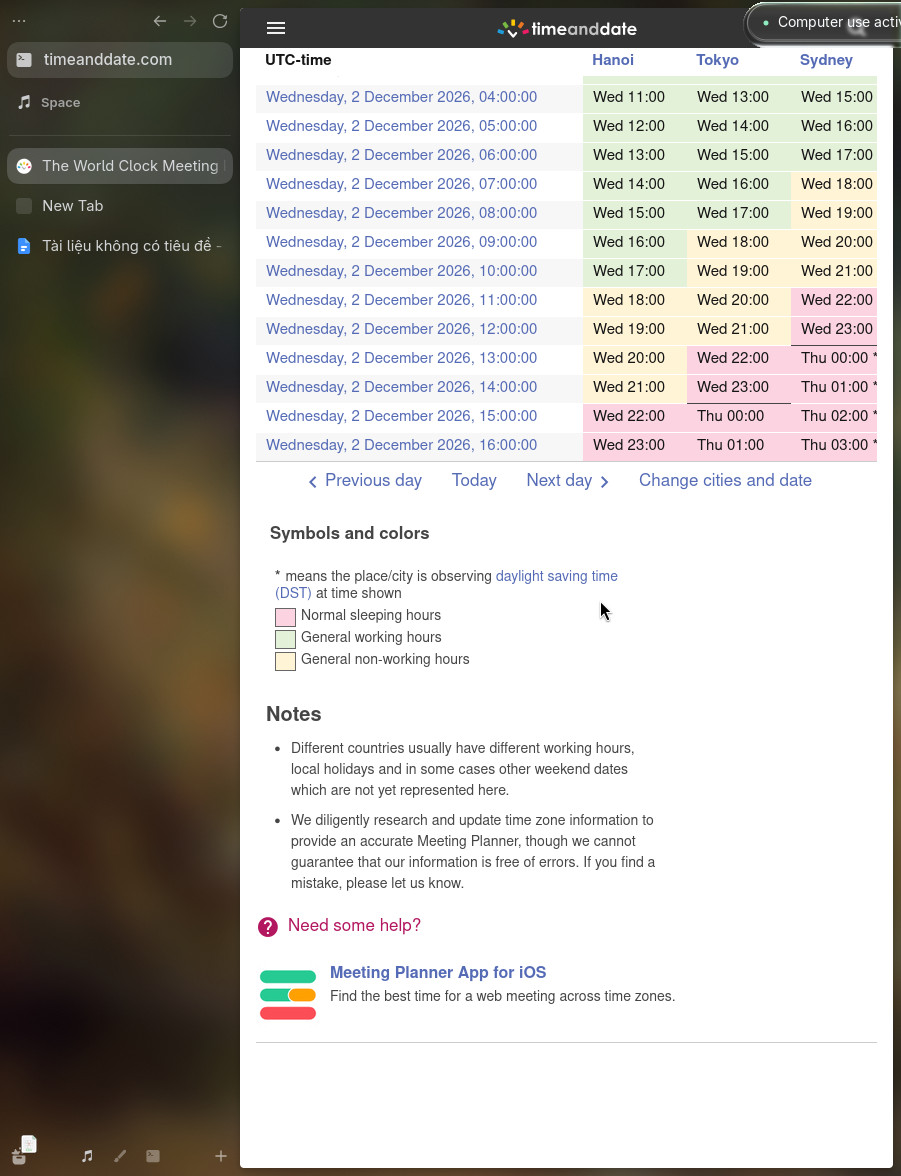 timeanddate
Computer use activ
timeanddate.com
Space
The World Clock Meeting
New Tab
Tài liệu không có tiêu đề -
UTC-time Hanoi Tokyo Sydney
Wednesday, 2 December 2026, 04:00:00 Wed 11:00 Wed 13:00 Wed 15:00
Wednesday, 2 December 2026, 05:00:00 Wed 12:00 Wed 14:00 Wed 16:00
Wednesday, 2 December 2026, 06:00:00 Wed 13:00 Wed 15:00 Wed 17:00
Wednesday, 2 December 2026, 07:00:00 Wed 14:00 Wed 16:00 Wed 18:00
Wednesday, 2 December 2026, 08:00:00 Wed 15:00 Wed 17:00 Wed 19:00
Wednesday, 2 December 2026, 09:00:00 Wed 16:00 Wed 18:00 Wed 20:00
Wednesday, 2 December 2026, 10:00:00 Wed 17:00 Wed 19:00 Wed 21:00
Wednesday, 2 December 2026, 11:00:00 Wed 18:00 Wed 20:00 Wed 22:00
Wednesday, 2 December 2026, 12:00:00 Wed 19:00 Wed 21:00 Wed 23:00
Wednesday, 2 December 2026, 13:00:00 Wed 20:00 Wed 22:00 Thu 00:00 *
Wednesday, 2 December 2026, 14:00:00 Wed 21:00 Wed 23:00 Thu 01:00 *
Wednesday, 2 December 2026, 15:00:00 Wed 22:00 Thu 00:00 Thu 02:00 *
Wednesday, 2 December 2026, 16:00:00 Wed 23:00 Thu 01:00 Thu 03:00 *
Previous day Today Next day Change cities and date
Symbols and colors
* means the place/city is observing daylight saving time
(DST) at time shown
Normal sleeping hours
General working hours
General non-working hours
Notes
• Different countries usually have different working hours,
local holidays and in some cases other weekend dates
which are not yet represented here.
• We diligently research and update time zone information to
provide an accurate Meeting Planner, though we cannot
guarantee that our information is free of errors. If you find a
mistake, please let us know.
Need some help?
Meeting Planner App for iOS
Find the best time for a web meeting across time zones.